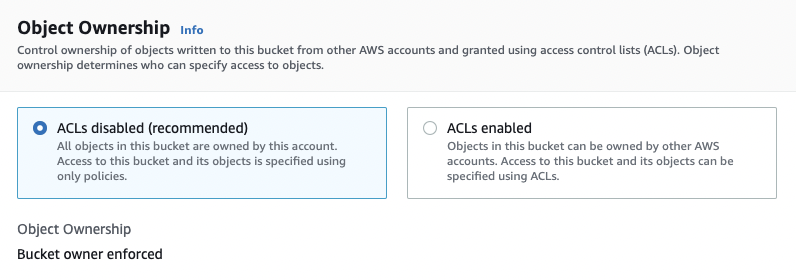 Object Ownership Info
Control ownership of objects written to this bucket from other AWS accounts and granted using access control lists (ACLs). Object
ownership determines who can specify access to objects.
ACLs disabled (recommended)
All objects in this bucket are owned by this account.
Access to this bucket and its objects is specified using
only policies.
ACLs enabled
Objects in this bucket can be owned by other AWS
accounts. Access to this bucket and its objects can be
specified using ACLs.
Object Ownership
Bucket owner enforced